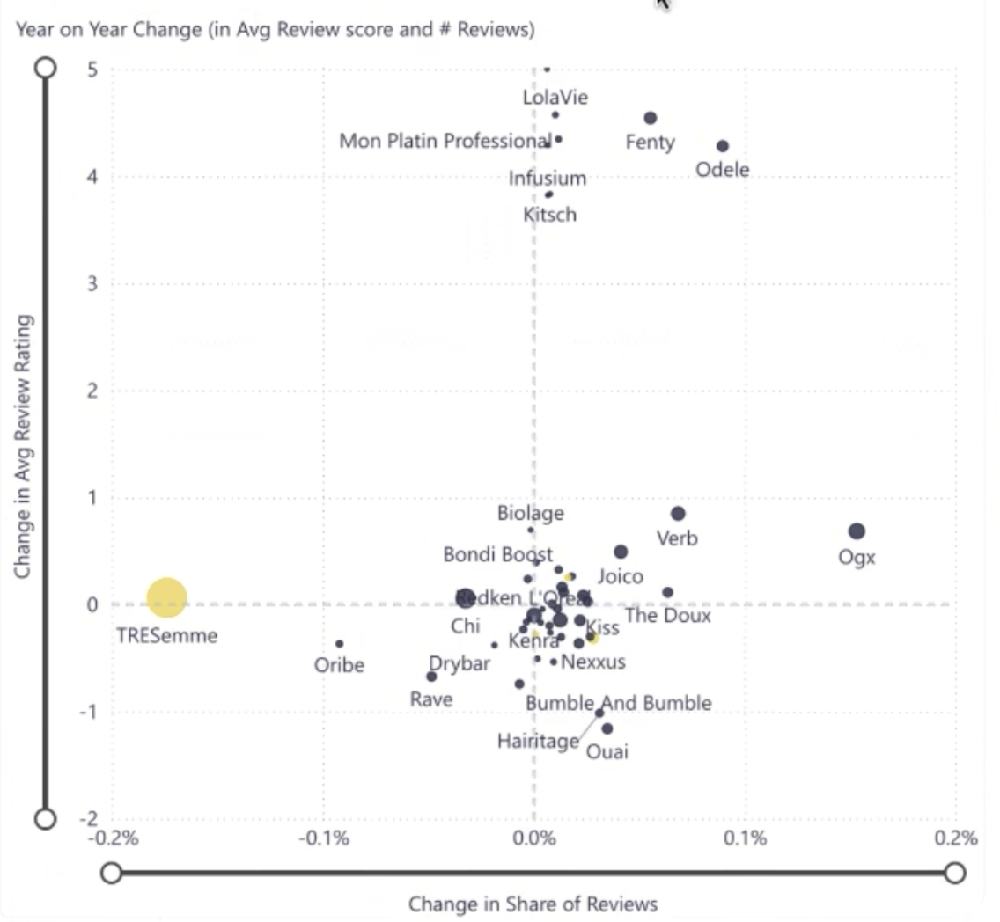 Year on Year Change (in Avg Review score and # Reviews)
5
LolaVie
Fenty
Mon Platin Professional
Odele
4
Infusium
Kitsch
3
Change in Avg Review Rating
2
1
Biolage
Verb
Ogx
Bondi Boost
Joico
0
Redken L'Oreal
The Doux
Chi
Kiss
TRESemme
Kenra
Oribe
Drybar
Nexxus
Rave
-1
Bumble And Bumble
Hairitage
Ouai
-2
-0.2%
-0.1%
0.0%
0.1%
0.2%
Change in Share of Reviews